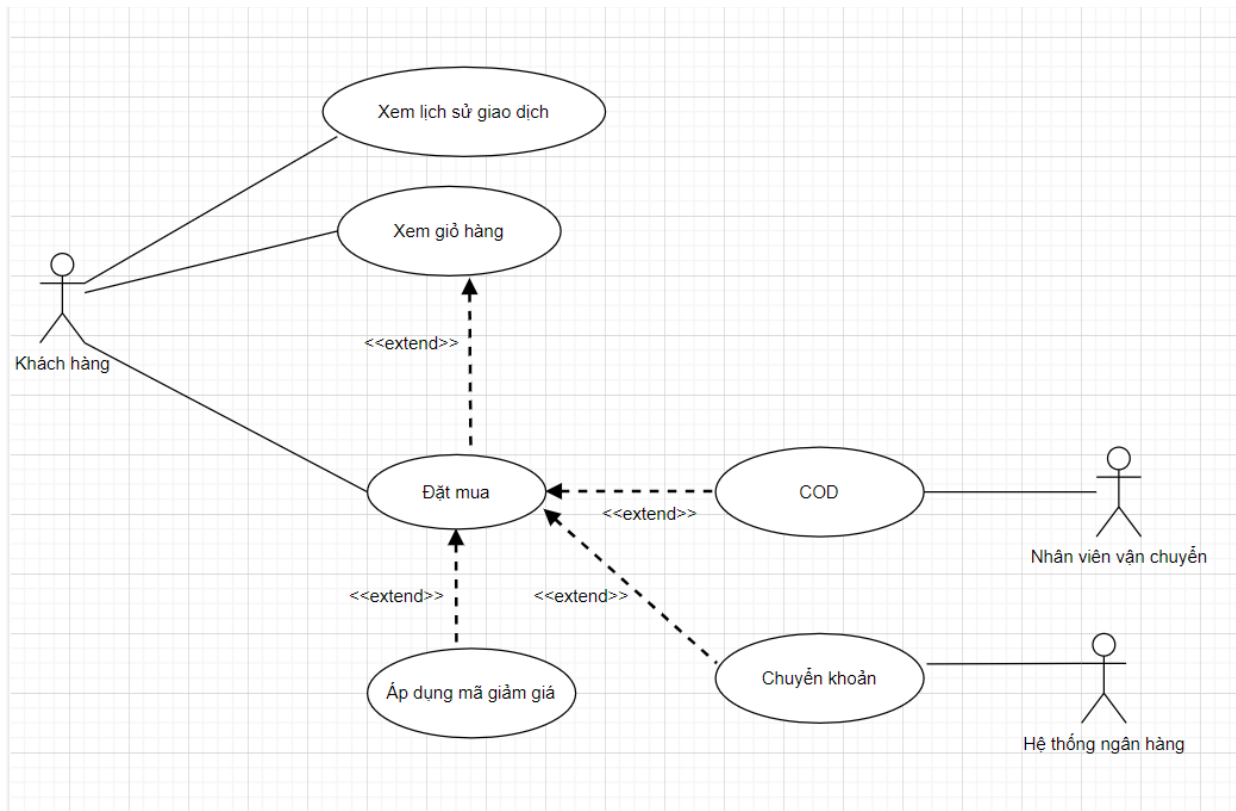 Xem lịch sử giao dịch
Xem giỏ hàng
<<extend>>
Khách hàng
Đặt mua
COD
<<extend>>
Nhân viên vận chuyển
<<extend>>
<<extend>>
Áp dụng mã giảm giá
Chuyển khoản
Hệ thống ngân hàng